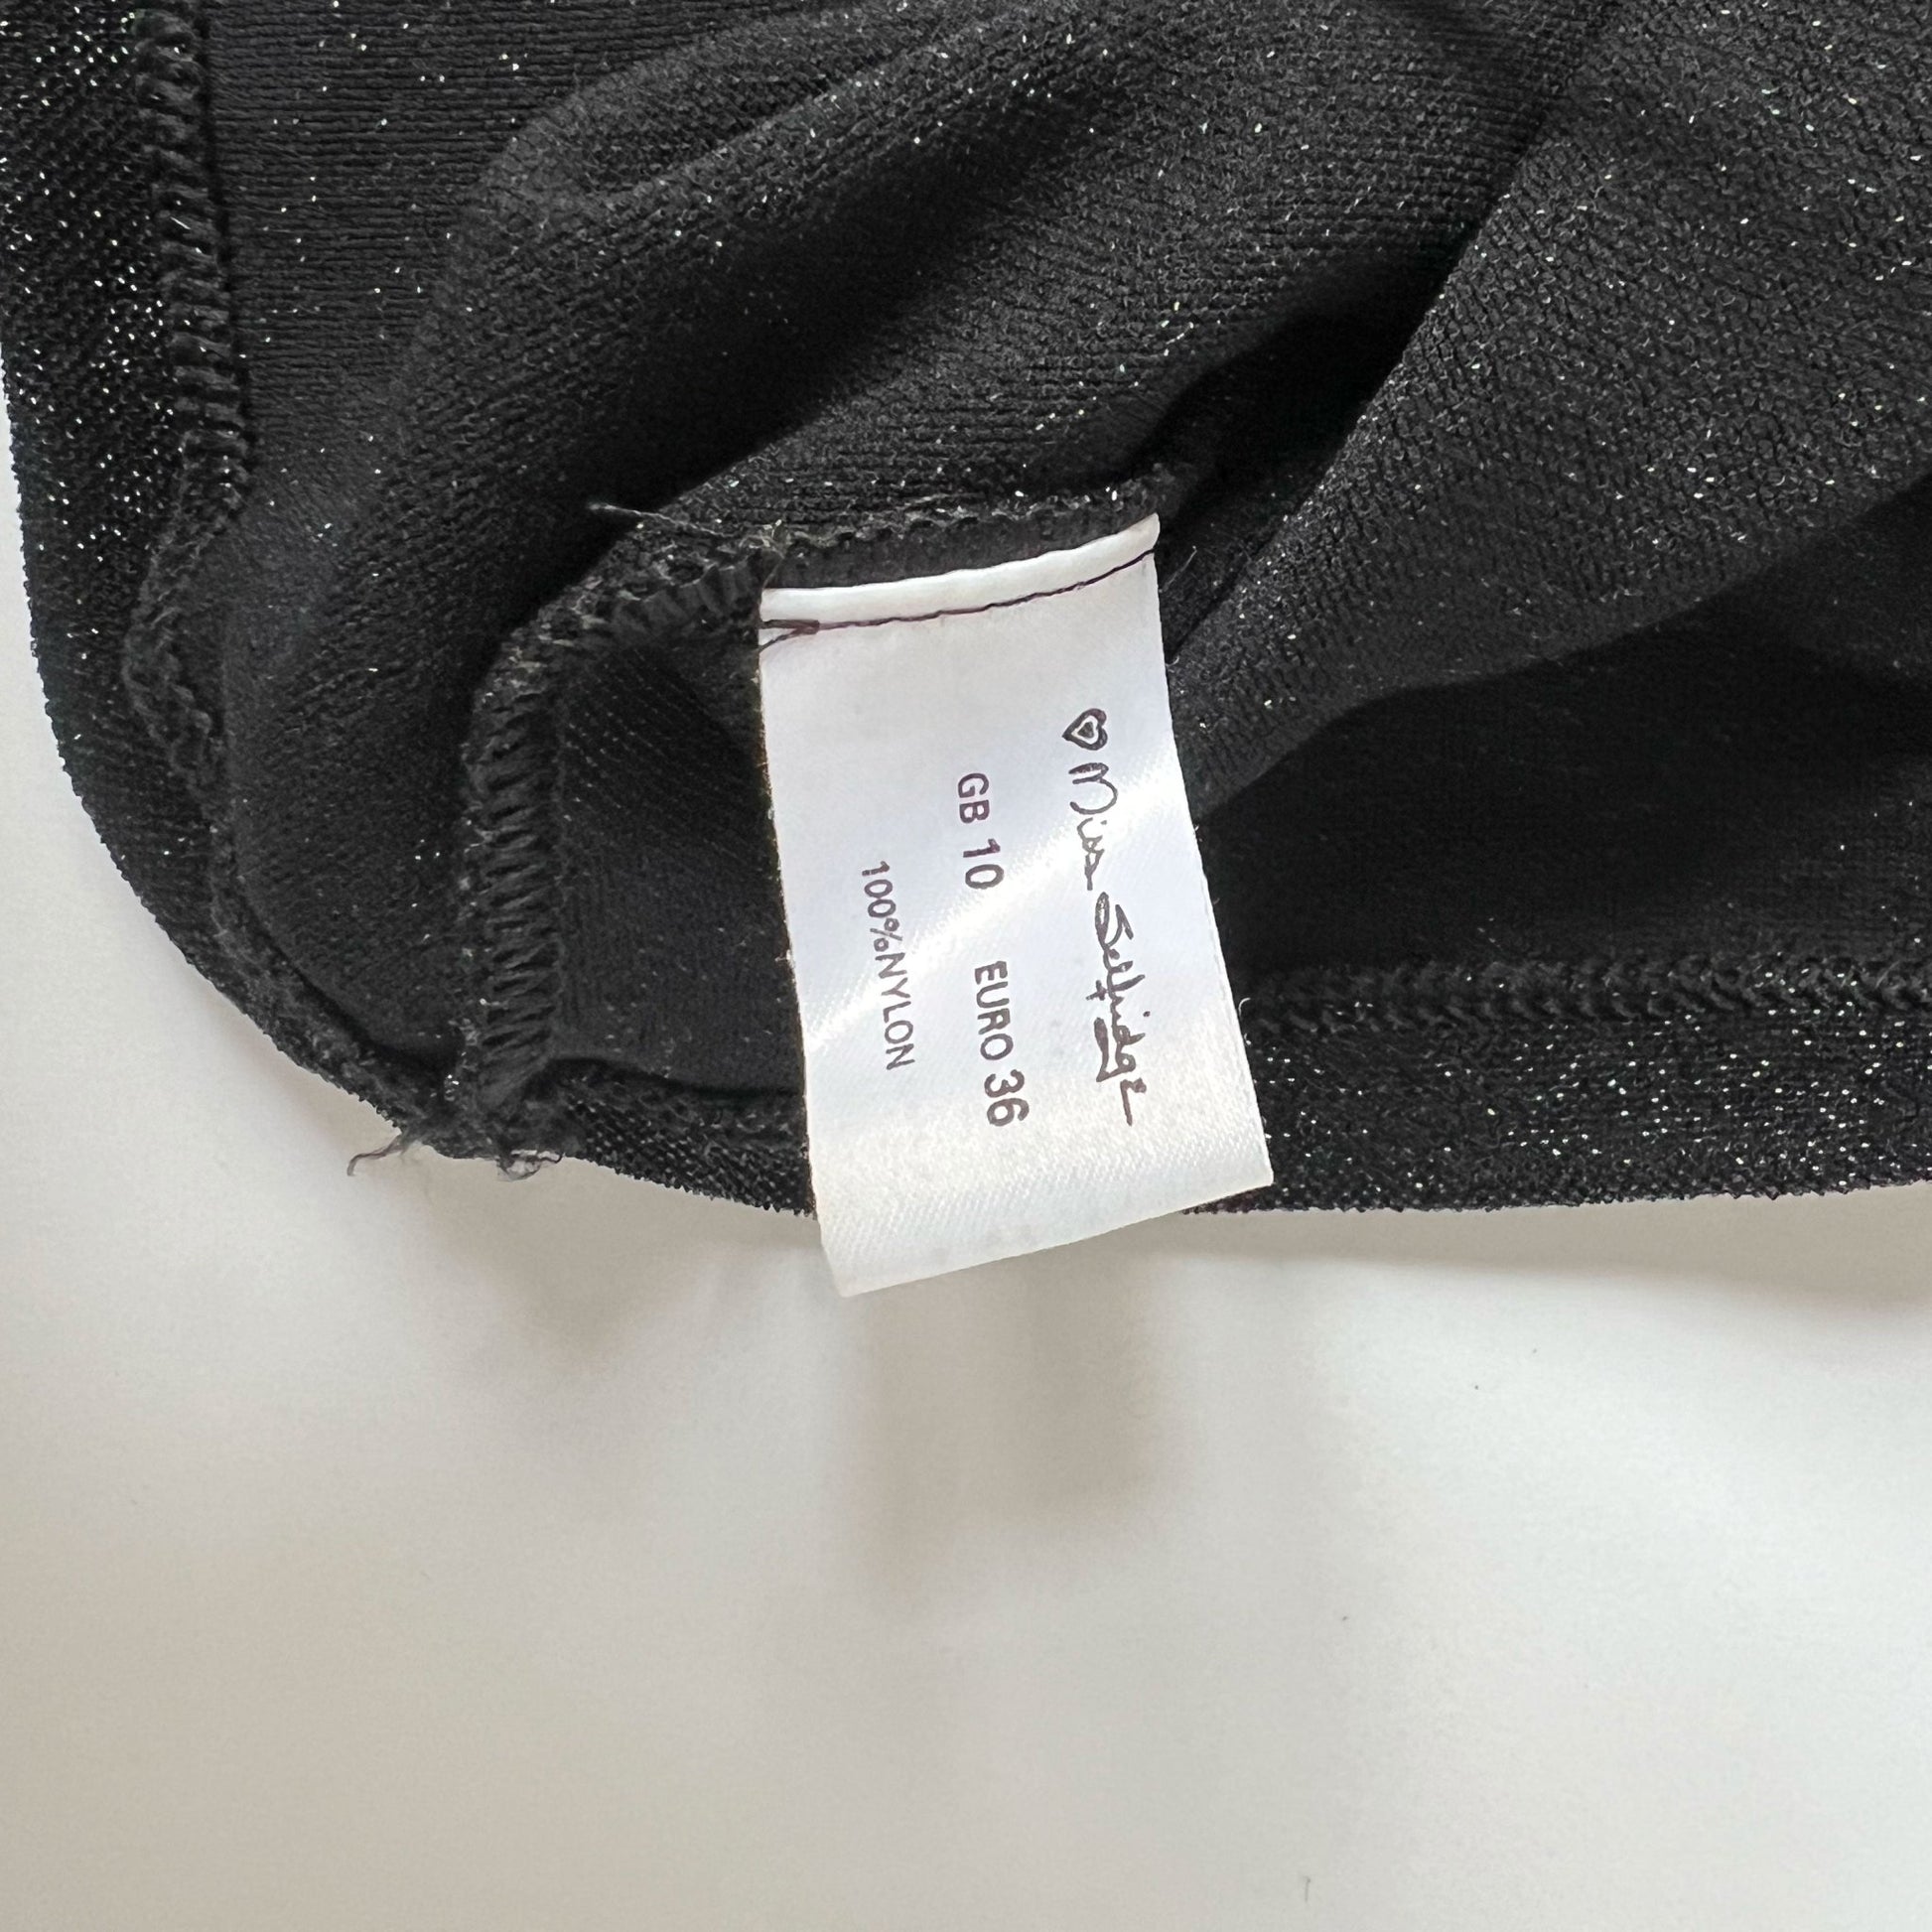 Miss Selfridge
GB 10 EURO 36
100%NYLON